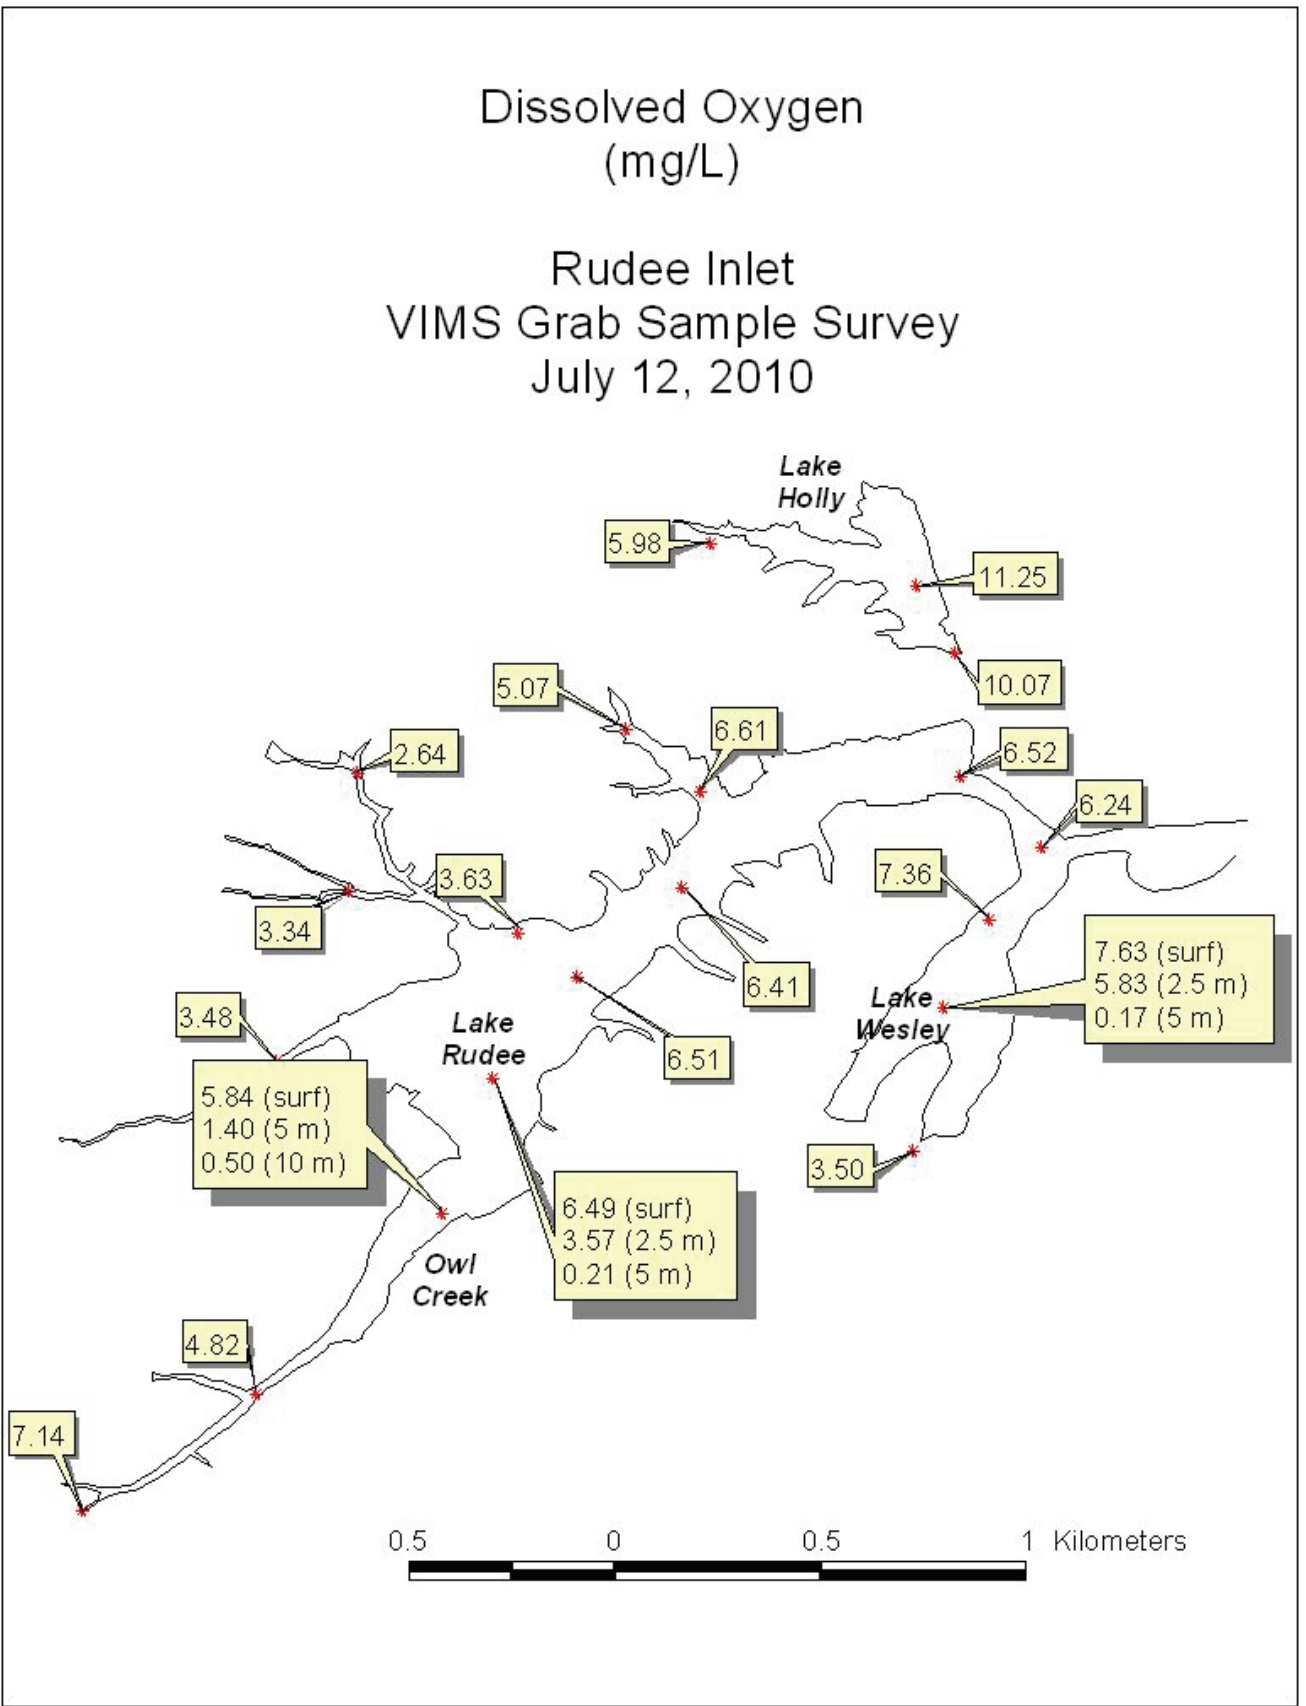 Dissolved Oxygen
(mg/L)
Rudee Inlet
VIMS Grab Sample Survey
July 12, 2010
Lake
Holly
5.98
11.25
10.07
5.07
6.61
2.64
6.52
6.24
3.63
7.36
3.34
7.63 (surf)
5.83 (2.5 m)
0.17 (5 m)
6.41
Lake
Wesley
3.48
Lake
Rudee
6.51
5.84 (surf)
1.40 (5 m)
0.50 (10 m)
3.50
6.49 (surf)
3.57 (2.5 m)
0.21 (5 m)
Owl
Creek
4.82
7.14
0.5 0 0.5 1 Kilometers